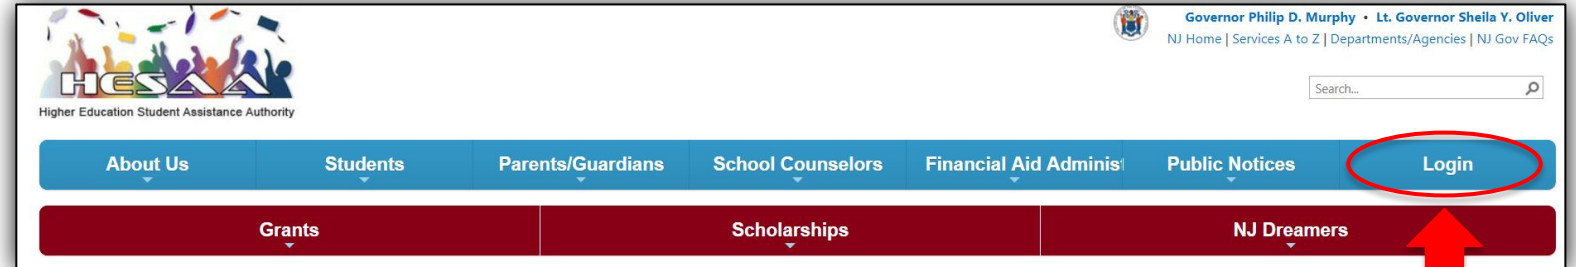 Governor Philip D. Murphy • Lt. Governor Sheila Y. Oliver
NJ Home | Services A to Z | Departments/Agencies | NJ Gov FAQs
HESAA
Higher Education Student Assistance Authority
Search...
About Us Students Parents/Guardians School Counselors Financial Aid Administ Public Notices Login
Grants Scholarships NJ Dreamers